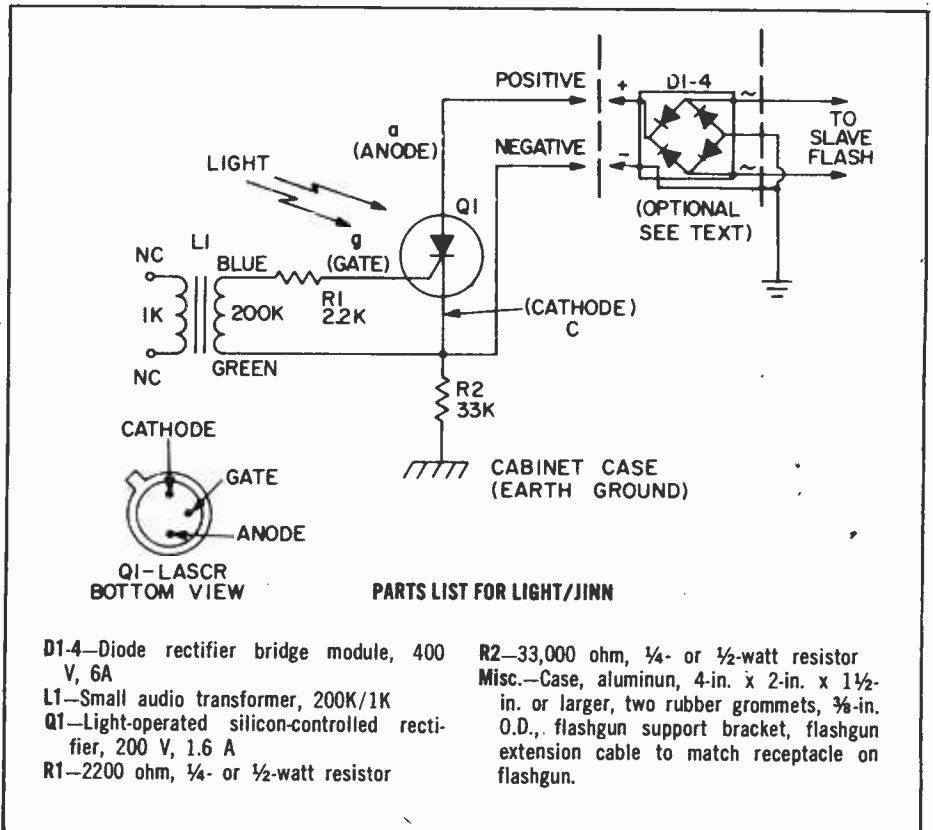 POSITIVE
+
D1-4
~
a
(ANODE)
TO
SLAVE
FLASH
NEGATIVE
-
~
LIGHT
Q1
(OPTIONAL
SEE TEXT)
g
(GATE)
NC
L1
BLUE
1K
200K
R1
2.2K
(CATHODE)
C
NC
GREEN
R2
33K
CATHODE
GATE
ANODE
CABINET CASE
(EARTH GROUND)
Q1-LASCR
BOTTOM VIEW
PARTS LIST FOR LIGHT/JINN
D1-4—Diode rectifier bridge module, 400
V, 6A
L1—Small audio transformer, 200K/1K
Q1—Light-operated silicon-controlled recti-
fier, 200 V, 1.6 A
R1—2200 ohm, ¼- or ½-watt resistor
R2—33,000 ohm, ¼- or ½-watt resistor
Misc.—Case, aluminun, 4-in. x 2-in. x 1½-
in. or larger, two rubber grommets, ⅜-in.
O.D., flashgun support bracket, flashgun
extension cable to match receptacle on
flashgun.